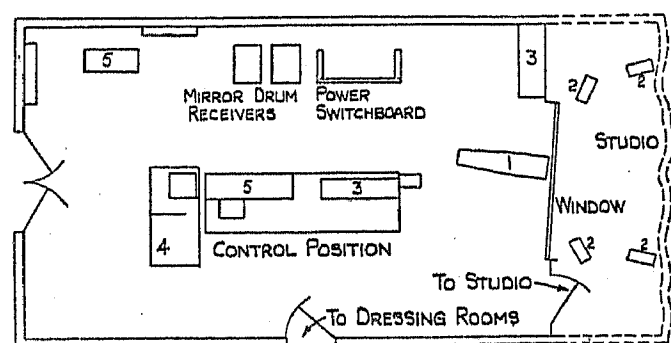 5
MIRROR DRUM
RECEIVERS
POWER
SWITCHBOARD
3
2
2
STUDIO
1
WINDOW
5
3
4
CONTROL POSITION
2
2
TO STUDIO
TO DRESSING ROOMS